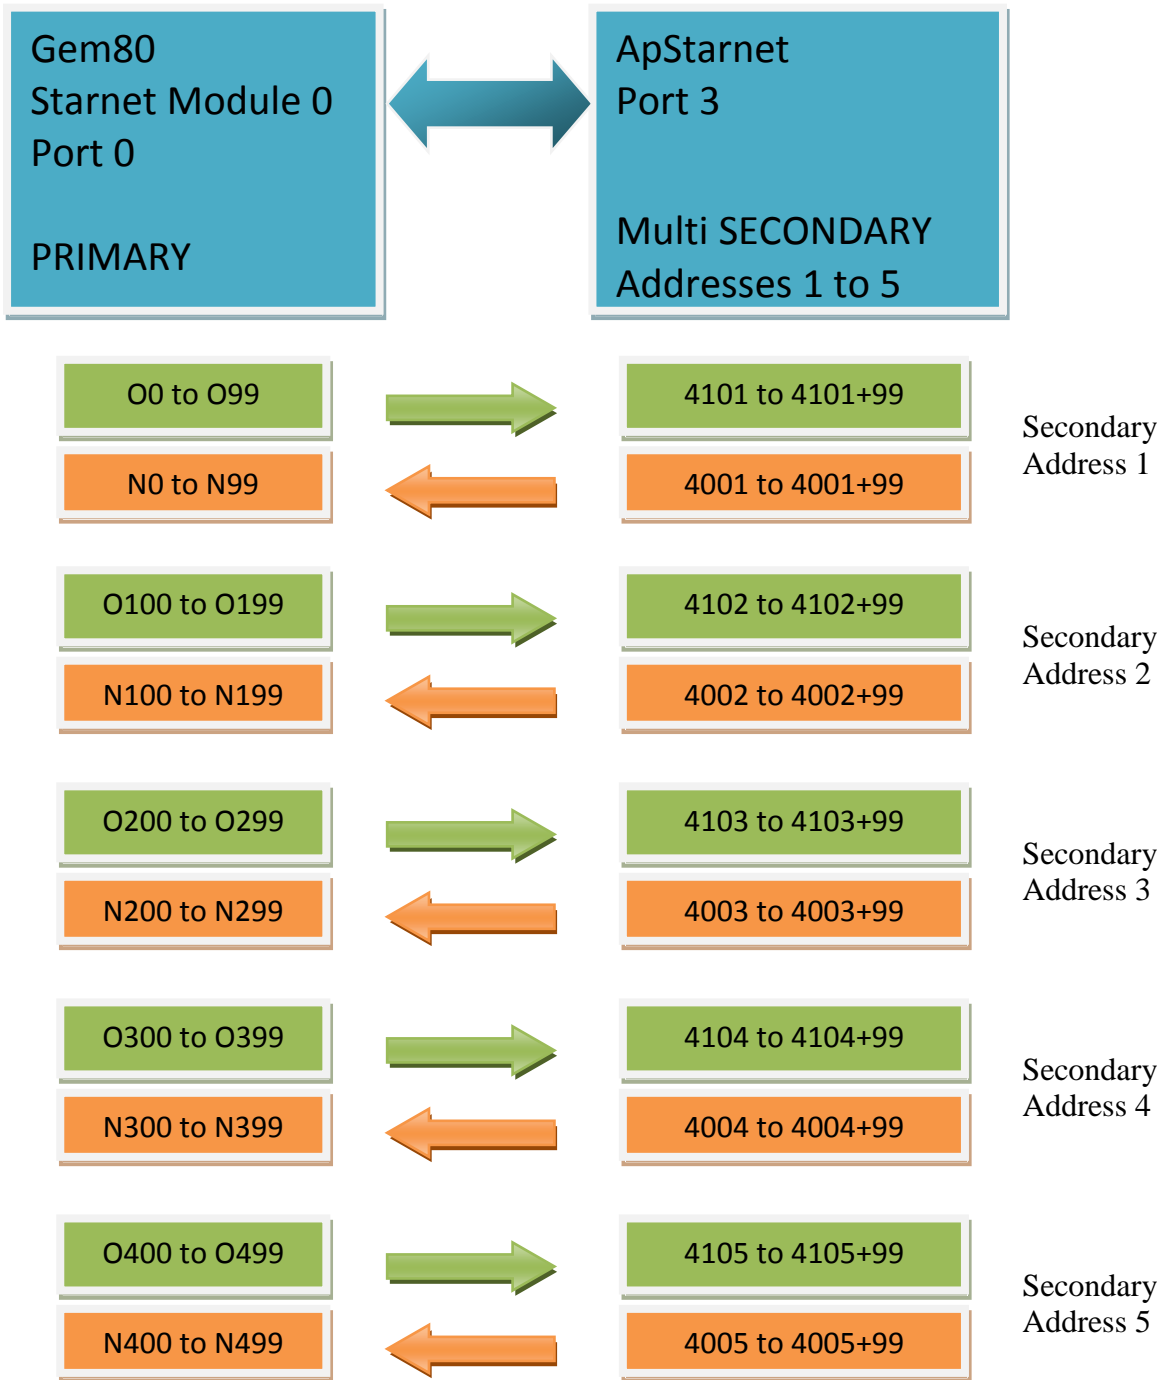 Gem80
Starnet Module 0
Port 0
PRIMARY
ApStarnet
Port 3
Multi SECONDARY
Addresses 1 to 5
O0 to O99
4101 to 4101+99
N0 to N99
4001 to 4001+99
Secondary
Address 1
O100 to O199
4102 to 4102+99
N100 to N199
4002 to 4002+99
Secondary
Address 2
O200 to O299
4103 to 4103+99
N200 to N299
4003 to 4003+99
Secondary
Address 3
O300 to O399
4104 to 4104+99
N300 to N399
4004 to 4004+99
Secondary
Address 4
O400 to O499
4105 to 4105+99
N400 to N499
4005 to 4005+99
Secondary
Address 5